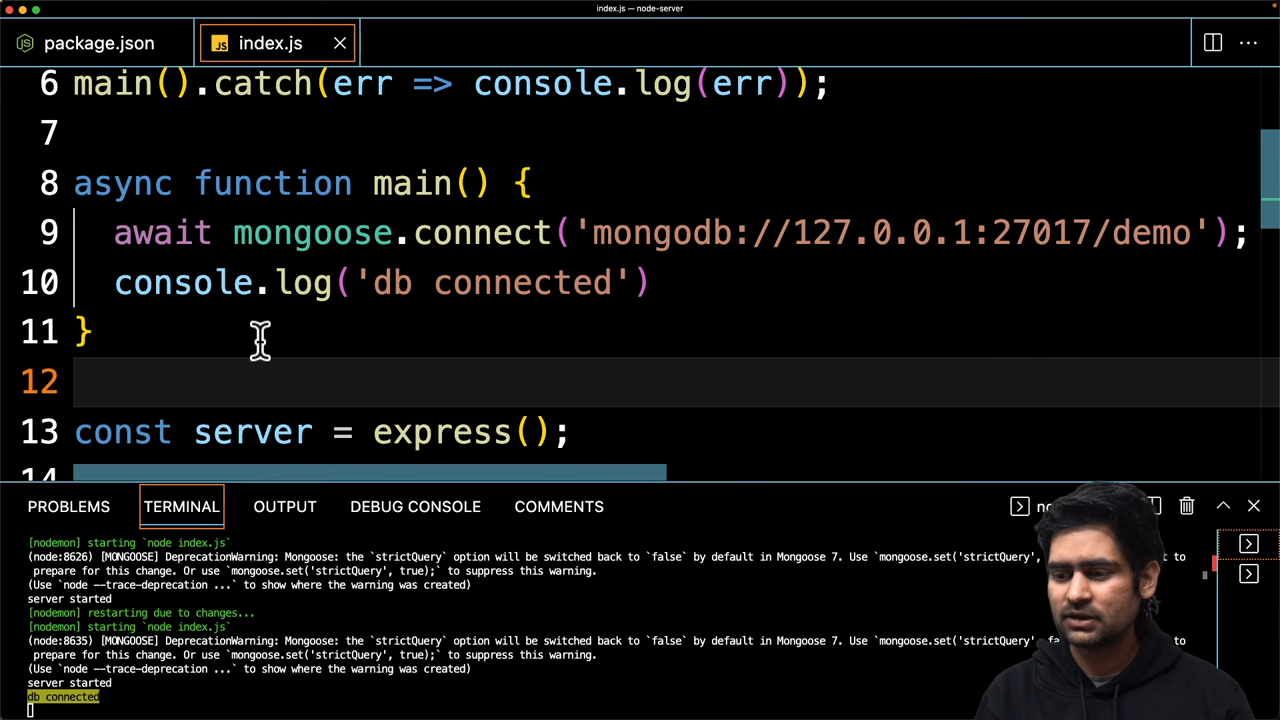 index.js — node-server
package.json
JS index.js
6 main().catch(err => console.log(err));
7
8 async function main() {
9 await mongoose.connect('mongodb://127.0.0.1:27017/demo');
10 console.log('db connected')
11 }
12
13 const server = express();
14
PROBLEMS TERMINAL OUTPUT DEBUG CONSOLE COMMENTS
[nodemon] starting `node index.js`
(node:8626) [MONGOOSE] DeprecationWarning: Mongoose: the `strictQuery` option will be switched back to `false` by default in Mongoose 7. Use `mongoose.set('strictQuery', to
prepare for this change. Or use `mongoose.set('strictQuery', true);` to suppress this warning.
(Use `node --trace-deprecation ...` to show where the warning was created)
server started
[nodemon] restarting due to changes...
[nodemon] starting `node index.js`
(node:8635) [MONGOOSE] DeprecationWarning: Mongoose: the `strictQuery` option will be switched back to `false` by default in Mongoose 7. Use `mongoose.set('strictQuery', to
prepare for this change. Or use `mongoose.set('strictQuery', true);` to suppress this warning.
(Use `node --trace-deprecation ...` to show where the warning was created)
server started
db connected